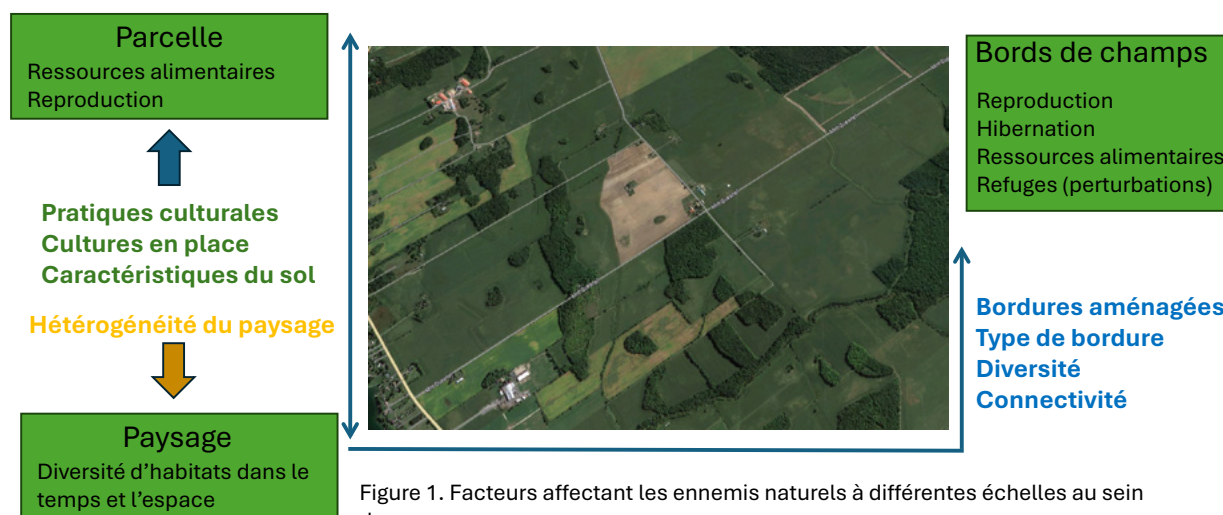 Parcelle
Ressources alimentaires
Reproduction
Pratiques culturales
Cultures en place
Caractéristiques du sol
Hétérogénéité du paysage
Paysage
Diversité d'habitats dans le
temps et l'espace
Bords de champs
Reproduction
Hibernation
Ressources alimentaires
Refuges (perturbations)
Bordures aménagées
Type de bordure
Diversité
Connectivité
Figure 1. Facteurs affectant les ennemis naturels à différentes échelles au sein